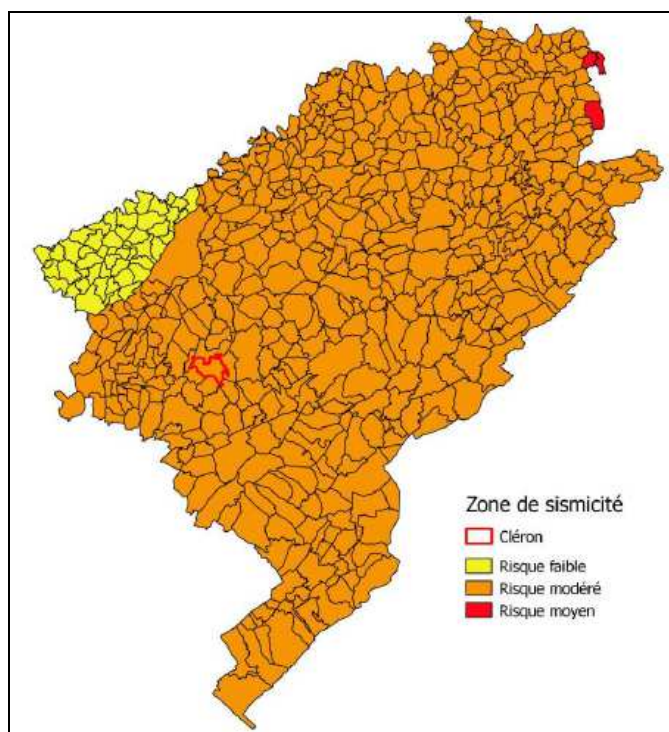 Zone de sismicité
Cléron
Risque faible
Risque modéré
Risque moyen